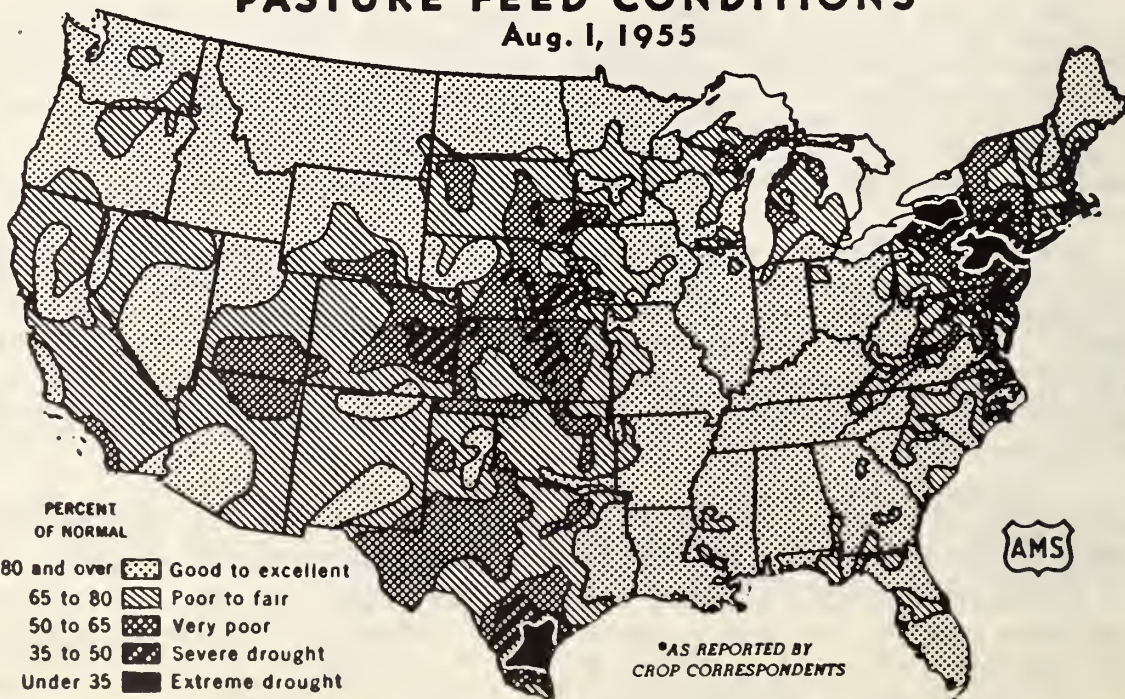 PASTURE FEED CONDITIONS
Aug. 1, 1955
PERCENT
OF NORMAL
80 and over Good to excellent
65 to 80 Poor to fair
50 to 65 Very poor
35 to 50 Severe drought
Under 35 Extreme drought
*AS REPORTED BY
CROP CORRESPONDENTS
AMS